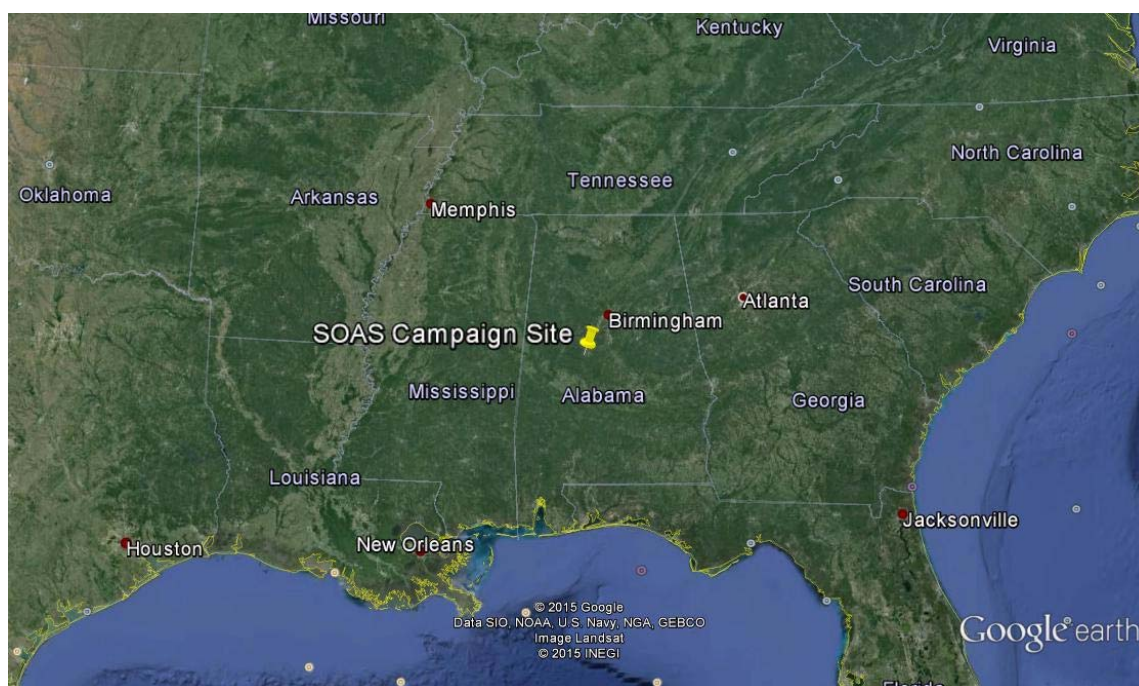 Missouri
Kentucky
Virginia
Oklahoma
Arkansas
Memphis
Tennessee
North Carolina
SOAS Campaign Site
Birmingham
Atlanta
South Carolina
Mississippi
Alabama
Georgia
Louisiana
Houston
New Orleans
Jacksonville
© 2015 Google
Data SIO, NOAA, U.S. Navy, NGA, GEBCO
Image Landsat
© 2015 INEGI
Google earth
Florida